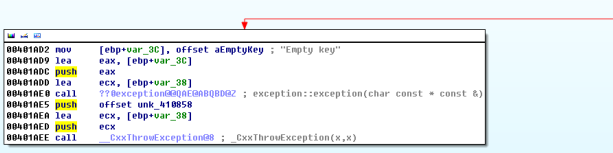 00401AD2 mov [ebp+var_3C], offset aEmptyKey ; "Empty key"
00401AD9 lea eax, [ebp+var_3C]
00401ADC push eax
00401ADD lea ecx, [ebp+var_38]
00401AE0 call ??0exception@@QAE@ABQBD@Z ; exception::exception(char const * const &)
00401AE5 push offset unk_410858
00401AEA lea ecx, [ebp+var_38]
00401AED push ecx
00401AEE call __CxxThrowException@8 ; _CxxThrowException(x,x)